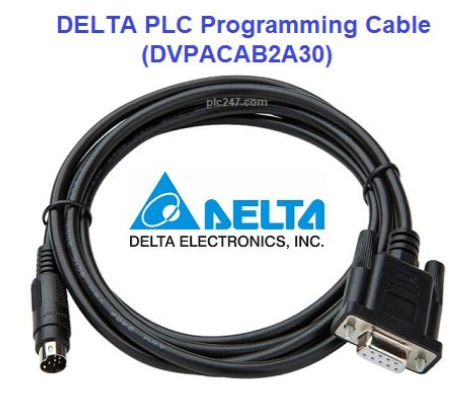 DELTA PLC Programming Cable
(DVPACAB2A30)
plc247.com
DELTA
DELTA ELECTRONICS, INC.